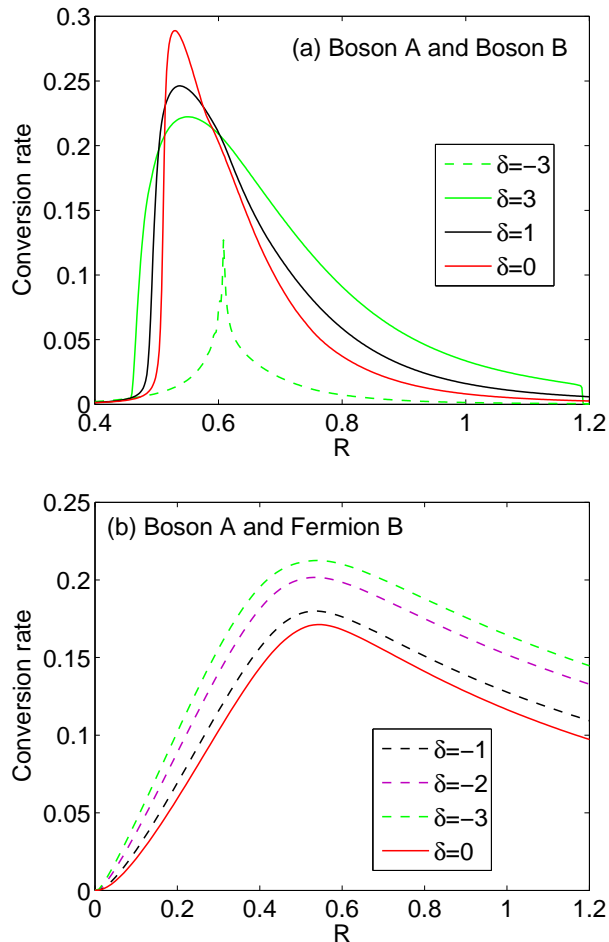 0.3
(a) Boson A and Boson B
0.25
0.2
0.15
0.1
0.05
0
Conversion rate
δ=−3
δ=3
δ=1
δ=0
0.4 0.6 0.8 1 1.2
R
0.25
(b) Boson A and Fermion B
0.2
0.15
0.1
0.05
0
Conversion rate
δ=−1
δ=−2
δ=−3
δ=0
0 0.2 0.4 0.6 0.8 1 1.2
R